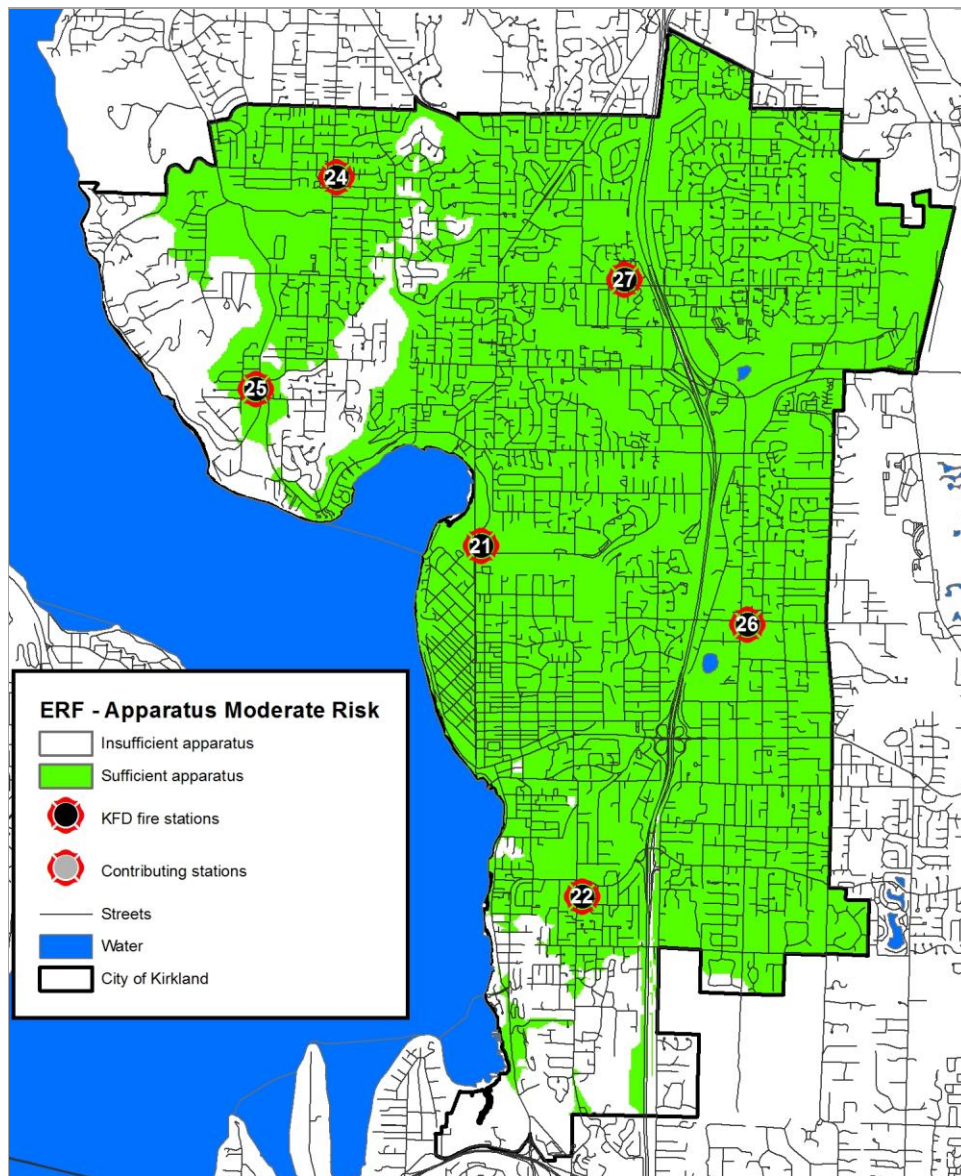 24
27
25
21
26
ERF - Apparatus Moderate Risk
Insufficient apparatus
Sufficient apparatus
KFD fire stations
22
Contributing stations
Streets
Water
City of Kirkland